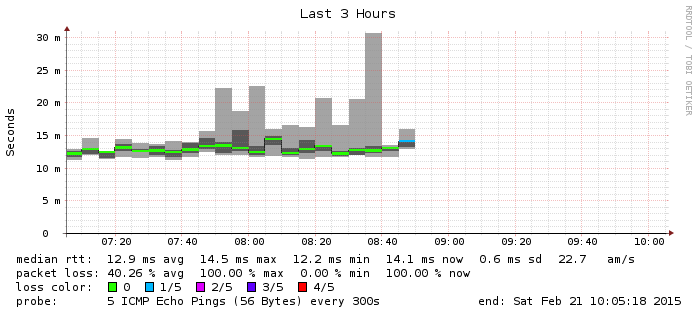 Last 3 Hours
RRDTOOL / TOBI OETIKER
Seconds
30 m
25 m
20 m
15 m
10 m
5 m
0
07:20 07:40 08:00 08:20 08:40 09:00 09:20 09:40 10:00
median rtt: 12.9 ms avg 14.5 ms max 12.2 ms min 14.1 ms now 0.6 ms sd 22.7 am/s
packet loss: 40.26 % avg 100.00 % max 0.00 % min 100.00 % now
loss color: 0 1/5 2/5 3/5 4/5
probe: 5 ICMP Echo Pings (56 Bytes) every 300s end: Sat Feb 21 10:05:18 2015